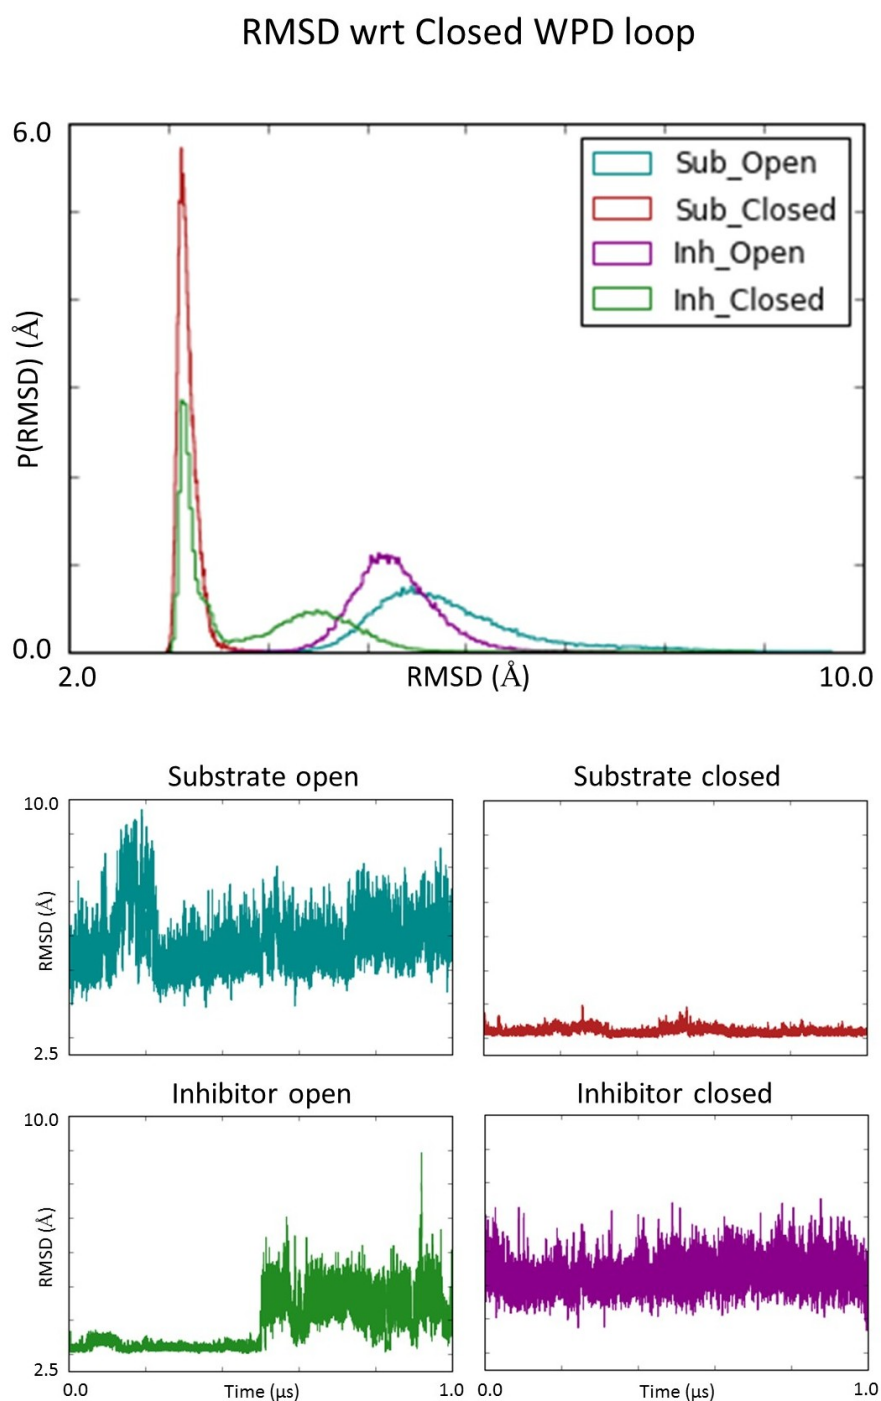 RMSD wrt Closed WPD loop
6.0
Sub_Open
Sub_Closed
Inh_Open
Inh_Closed
P(RMSD) (Å)
0.0
2.0
RMSD (Å)
10.0
Substrate open
Substrate closed
10.0
RMSD (Å)
2.5
Inhibitor open
Inhibitor closed
10.0
RMSD (Å)
2.5
0.0
Time (μs)
1.0
0.0
Time (μs)
1.0